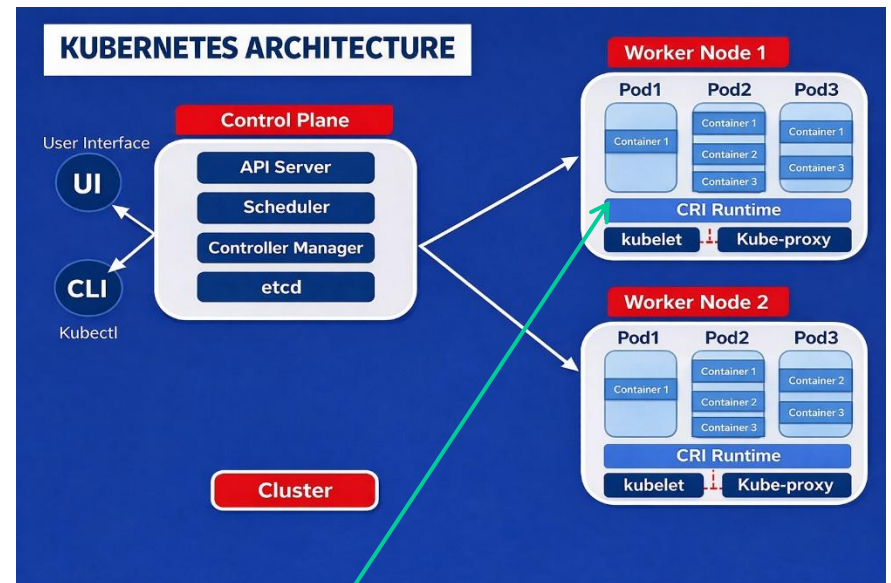 KUBERNETES ARCHITECTURE
Control Plane
User Interface
UI
CLI
Kubectl
API Server
Scheduler
Controller Manager
etcd
Cluster
Worker Node 1
Pod1 Pod2 Pod3
Container 1
Container 1
Container 2
Container 3
Container 1
Container 3
CRI Runtime
kubelet Kube-proxy
Worker Node 2
Pod1 Pod2 Pod3
Container 1
Container 1
Container 2
Container 3
Container 2
Container 3
CRI Runtime
kubelet Kube-proxy